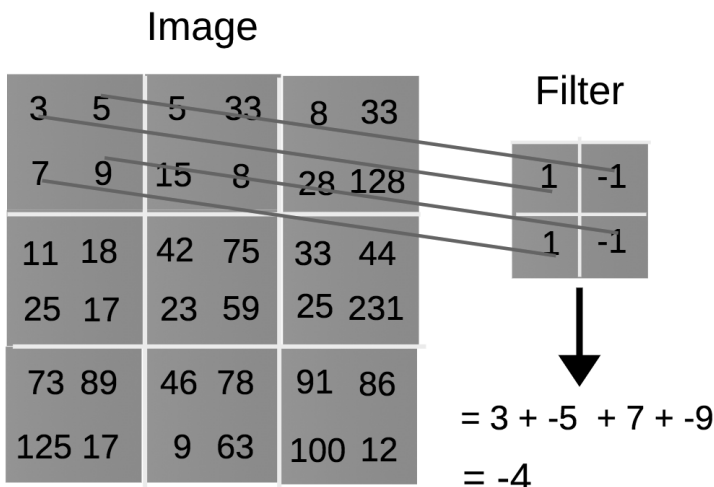 Image
3 5 5 33 8 33
7 9 15 8 28 128
11 18 42 75 33 44
25 17 23 59 25 231
73 89 46 78 91 86
125 17 9 63 100 12
Filter
1 -1
1 -1
= 3 + -5 + 7 + -9
= -4